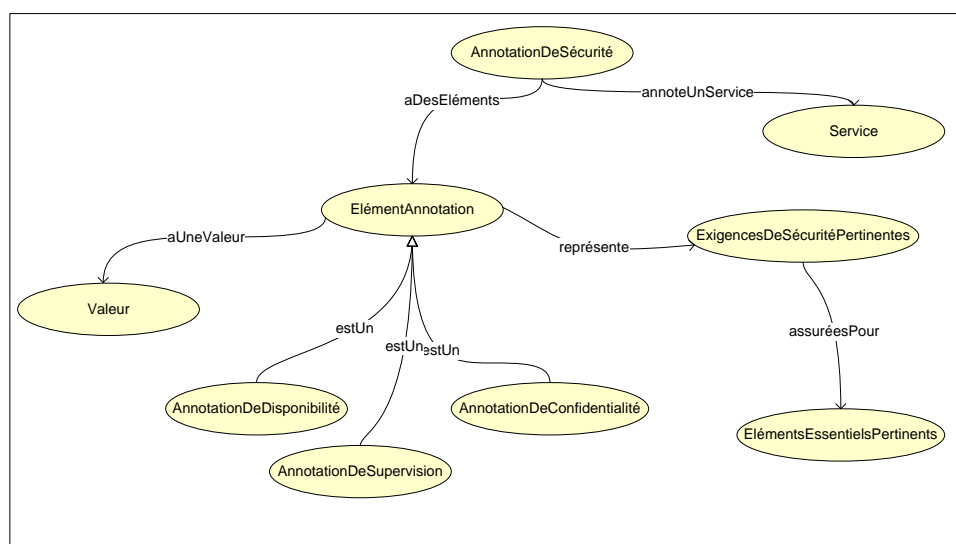 AnnotationDeSécurité
aDesEléments
annoteUnService
Service
ElémentAnnotation
aUneValeur
représente
ExigencesDeSécuritéPertinentes
Valeur
estUn
estUn
estUn
assuréesPour
AnnotationDeDisponibilité
AnnotationDeConfidentialité
ElémentsEssentielsPertinents
AnnotationDeSupervision